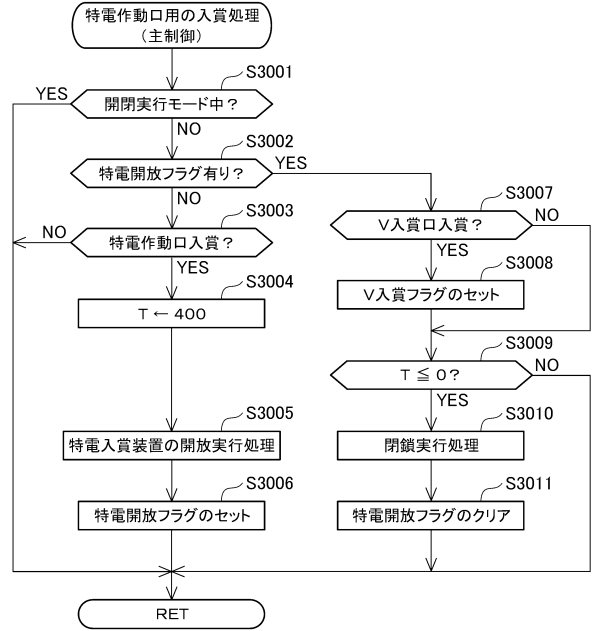 特電作動口用の入賞処理
（主制御）
S3001
開閉実行モード中？
YES
NO
S3002
特電開放フラグ有り？
YES
NO
S3003
特電作動口入賞？
NO
YES
S3004
T ← 400
S3005
特電入賞装置の開放実行処理
S3006
特電開放フラグのセット
S3007
V入賞口入賞？
NO
YES
S3008
V入賞フラグのセット
S3009
T ≦ 0？
NO
YES
S3010
閉鎖実行処理
S3011
特電開放フラグのクリア
RET